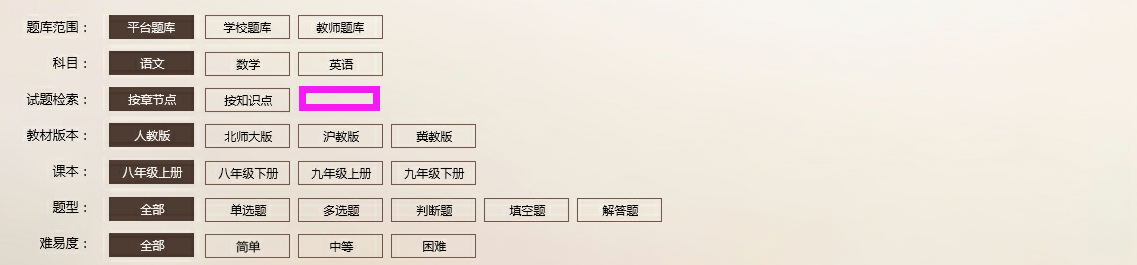 题库范围： 平台题库 学校题库 教师题库
科目： 语文 数学 英语
试题检索： 按章节点 按知识点
教材版本： 人教版 北师大版 沪教版 冀教版
课本： 八年级上册 八年级下册 九年级上册 九年级下册
题型： 全部 单选题 多选题 判断题 填空题 解答题
难易度： 全部 简单 中等 困难